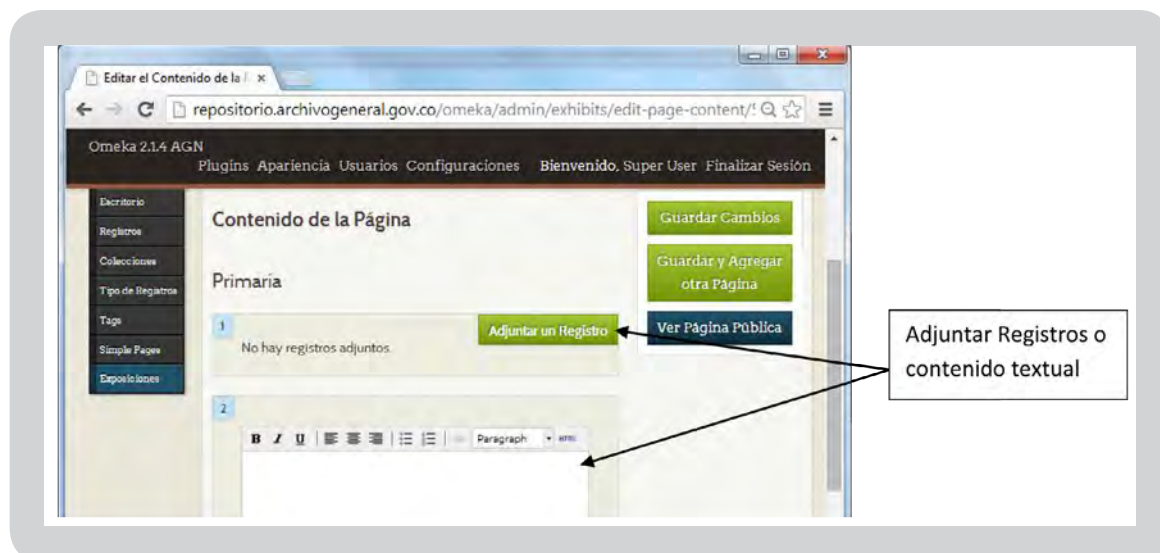 Editar el Contenido de la
repositorio.archivogeneral.gov.co/omeka/admin/exhibits/edit-page-content/
Omeka 2.1.4 AGN
Plugins Apariencia Usuarios Configuraciones Bienvenido, Super User Finalizar Sesión
Escritorio
Registros
Colecciones
Tipo de Registros
Tags
Simple Pages
Exposiciones
Contenido de la Página
Primaria
1
Adjuntar un Registro
No hay registros adjuntos.
2
B I U Paragraph HTML
Guardar Cambios
Guardar y Agregar
otra Página
Ver Página Pública
Adjuntar Registros o
contenido textual